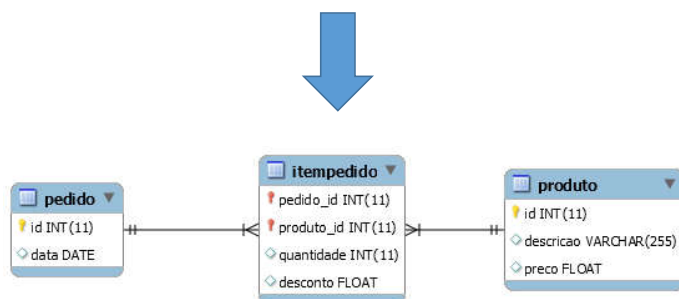 pedido
id INT(11)
data DATE
itempedido
pedido_id INT(11)
produto_id INT(11)
quantidade INT(11)
desconto FLOAT
produto
id INT(11)
descricao VARCHAR(255)
preco FLOAT